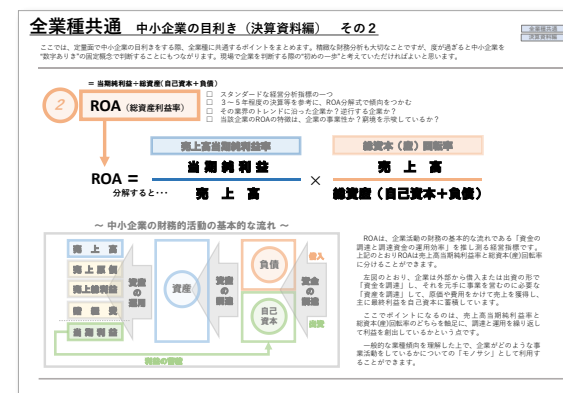 全業種共通 中小企業の目利き（決算資料編） その２
全業種共通
決算資料編
ここでは、定量面で中小企業の目利きをする際、全業種に共通するポイントをまとめます。精緻な財務分析も大切なことですが、度が過ぎると中小企業を
“数字ありき”の固定概念で判断することにもつながります。現場で企業を判断する際の“初めの一歩”と考えていただければよいと思います。
＝ 当期純利益÷総資産(自己資本＋負債)
2 ROA（総資産利益率）
□ スタンダードな経営分析指標の一つ
□ ３～５年程度の決算等を参考に、ROA分解式で傾向をつかむ
□ その業界のトレンドに沿った企業か？逆行する企業か？
□ 当該企業のROAの特徴は、企業の事業性か？窮境を示唆しているか？
売上高当期純利益率
総資本（産）回転率
ROA ＝
分解すると･･･
当 期 純 利 益
売 上 高
×
売 上 高
総資産（自己資本＋負債）
～ 中小企業の財務的活動の基本的な流れ ～
売 上 高
売 上 原 価
売上総利益
当 期 利 益
資産の運用
資産
資産の調達
負債
自己資本
借入
出資
資金の調達
利益の蓄積
ROAは、企業活動の財務の基本的な流れである「資金の
調達と調達資金の運用効率」を推し測る経営指標です。
上記のとおりROAは売上高当期純利益率と総資本(産)回転率
に分けることができます。
左図のとおり、企業は外部から借入または出資の形で
「資金を調達」し、それを元手に事業を営むのに必要な
「資産を調達」して、原価や費用をかけて売上を獲得し、
主に最終利益を自己資本に蓄積しています。
ここでポイントになるのは、売上高当期純利益率と
総資本(産)回転率のどちらを軸足に、調達と運用を繰り返し
て利益を創出しているかという点です。
一般的な業種傾向を理解した上で、企業がどのような事
業活動をしているかについての「モノサシ」として利用す
ることができます。